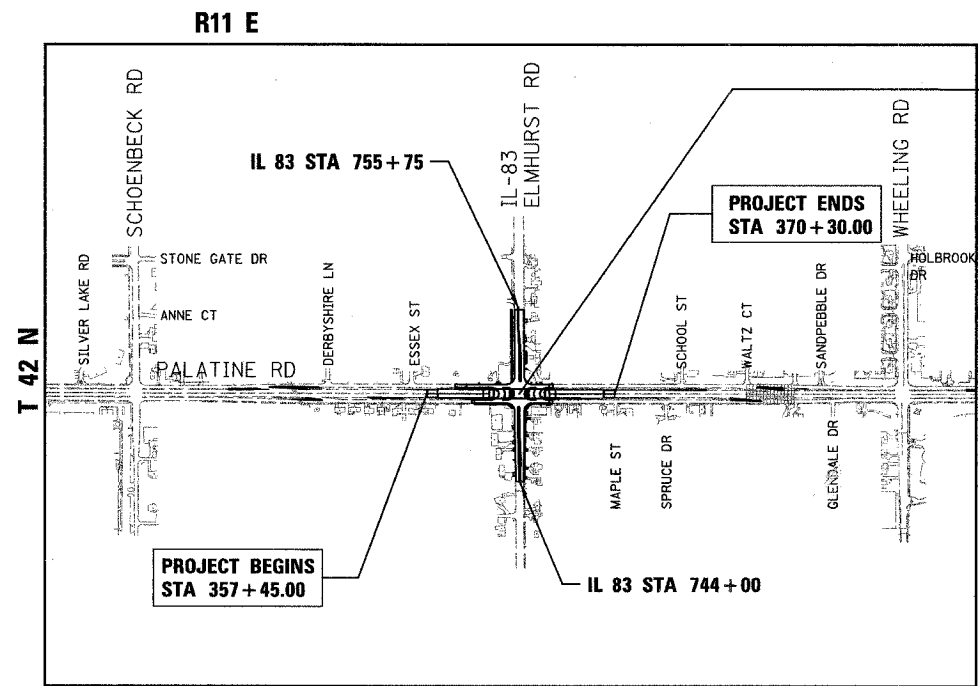 R11 E
T 42 N
SCHOENBECK RD
IL-83
ELMHURST RD
WHEELING RD
IL 83 STA 755+75
PROJECT ENDS
STA 370+30.00
STONE GATE DR
HOLBROOK
DR
SILVER LAKE RD
ANNE CT
DERBYSHIRE LN
ESSEX ST
SCHOOL ST
WALTZ CT
SANDPEBBLE DR
PALATINE RD
MAPLE ST
SPRUCE DR
GLENDALE DR
PROJECT BEGINS
STA 357+45.00
IL 83 STA 744+00